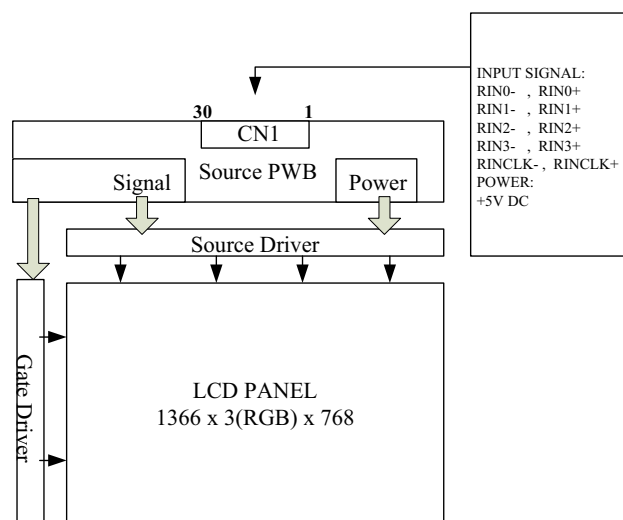 INPUT SIGNAL:
RIN0- , RIN0+
RIN1- , RIN1+
RIN2- , RIN2+
RIN3- , RIN3+
RINCLK- , RINCLK+
POWER:
+5V DC
30 1
CN1
Source PWB
Signal
Power
Source Driver
Gate Driver
LCD PANEL
1366 x 3(RGB) x 768